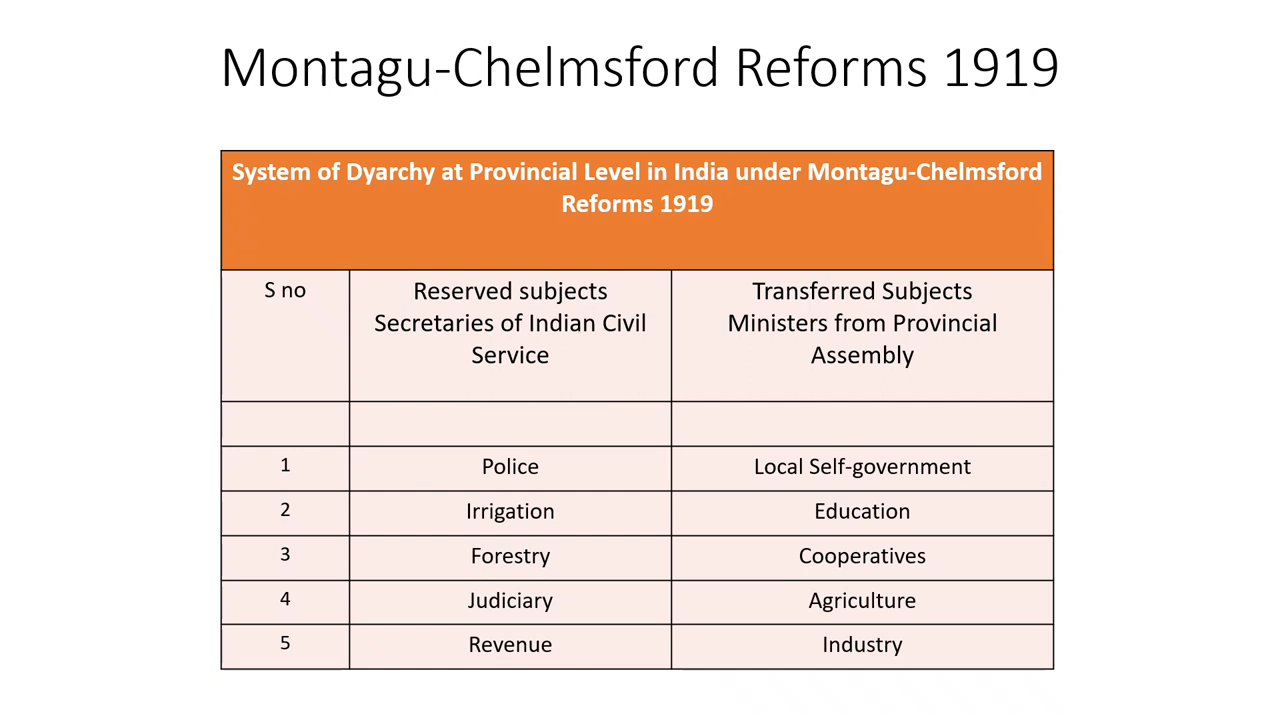 Montagu-Chelmsford Reforms 1919
System of Dyarchy at Provincial Level in India under Montagu-Chelmsford
Reforms 1919
S no
Reserved subjects
Secretaries of Indian Civil
Service
Transferred Subjects
Ministers from Provincial
Assembly
1 Police Local Self-government
2 Irrigation Education
3 Forestry Cooperatives
4 Judiciary Agriculture
5 Revenue Industry